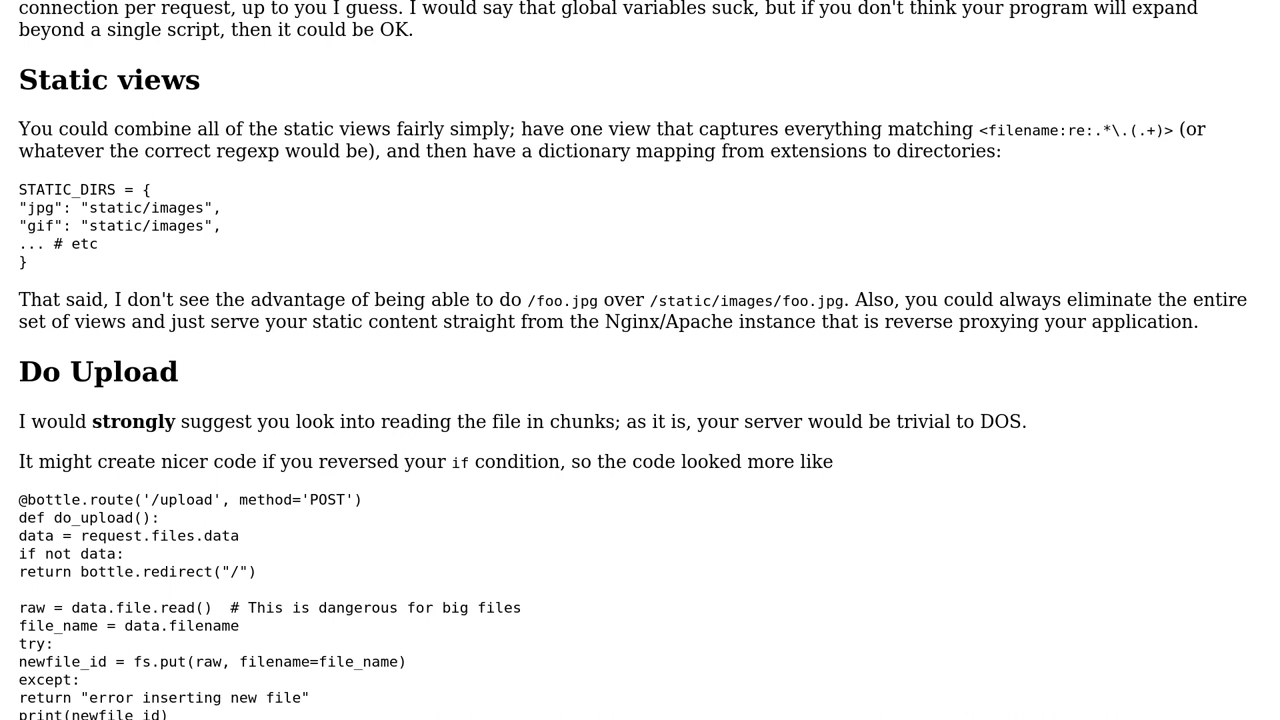 connection per request, up to you I guess. I would say that global variables suck, but if you don't think your program will expand
beyond a single script, then it could be OK.
Static views
You could combine all of the static views fairly simply; have one view that captures everything matching <filename:re:.*\.(.+)> (or
whatever the correct regexp would be), and then have a dictionary mapping from extensions to directories:
STATIC_DIRS = {
"jpg": "static/images",
"gif": "static/images",
... # etc
}
That said, I don't see the advantage of being able to do /foo.jpg over /static/images/foo.jpg. Also, you could always eliminate the entire
set of views and just serve your static content straight from the Nginx/Apache instance that is reverse proxying your application.
Do Upload
I would strongly suggest you look into reading the file in chunks; as it is, your server would be trivial to DOS.
It might create nicer code if you reversed your if condition, so the code looked more like
@bottle.route('/upload', method='POST')
def do_upload():
data = request.files.data
if not data:
return bottle.redirect("/")
raw = data.file.read()  # This is dangerous for big files
file_name = data.filename
try:
newfile_id = fs.put(raw, filename=file_name)
except:
return "error inserting new file"
print(newfile_id)